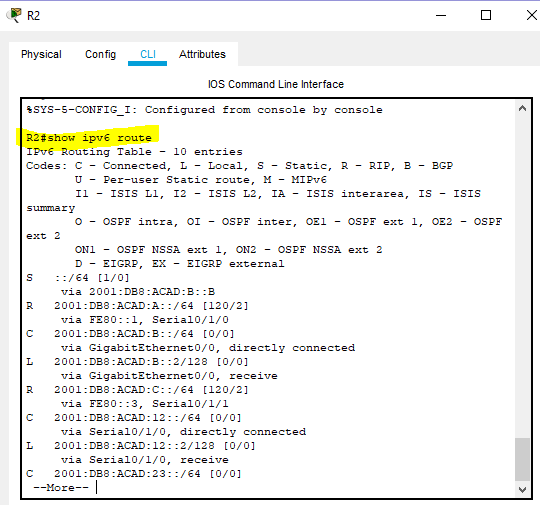 R2
Physical Config CLI Attributes
IOS Command Line Interface
%SYS-5-CONFIG_I: Configured from console by console
R2#show ipv6 route
IPv6 Routing Table - 10 entries
Codes: C - Connected, L - Local, S - Static, R - RIP, B - BGP
U - Per-user Static route, M - MIPv6
I1 - ISIS L1, I2 - ISIS L2, IA - ISIS interarea, IS - ISIS
summary
O - OSPF intra, OI - OSPF inter, OE1 - OSPF ext 1, OE2 - OSPF
ext 2
ON1 - OSPF NSSA ext 1, ON2 - OSPF NSSA ext 2
D - EIGRP, EX - EIGRP external
S ::/64 [1/0]
via 2001:DB8:ACAD:B::B
R 2001:DB8:ACAD:A::/64 [120/2]
via FE80::1, Serial0/1/0
C 2001:DB8:ACAD:B::/64 [0/0]
via GigabitEthernet0/0, directly connected
L 2001:DB8:ACAD:B::2/128 [0/0]
via GigabitEthernet0/0, receive
R 2001:DB8:ACAD:C::/64 [120/2]
via FE80::3, Serial0/1/1
C 2001:DB8:ACAD:12::/64 [0/0]
via Serial0/1/0, directly connected
L 2001:DB8:ACAD:12::2/128 [0/0]
via Serial0/1/0, receive
C 2001:DB8:ACAD:23::/64 [0/0]
--More--